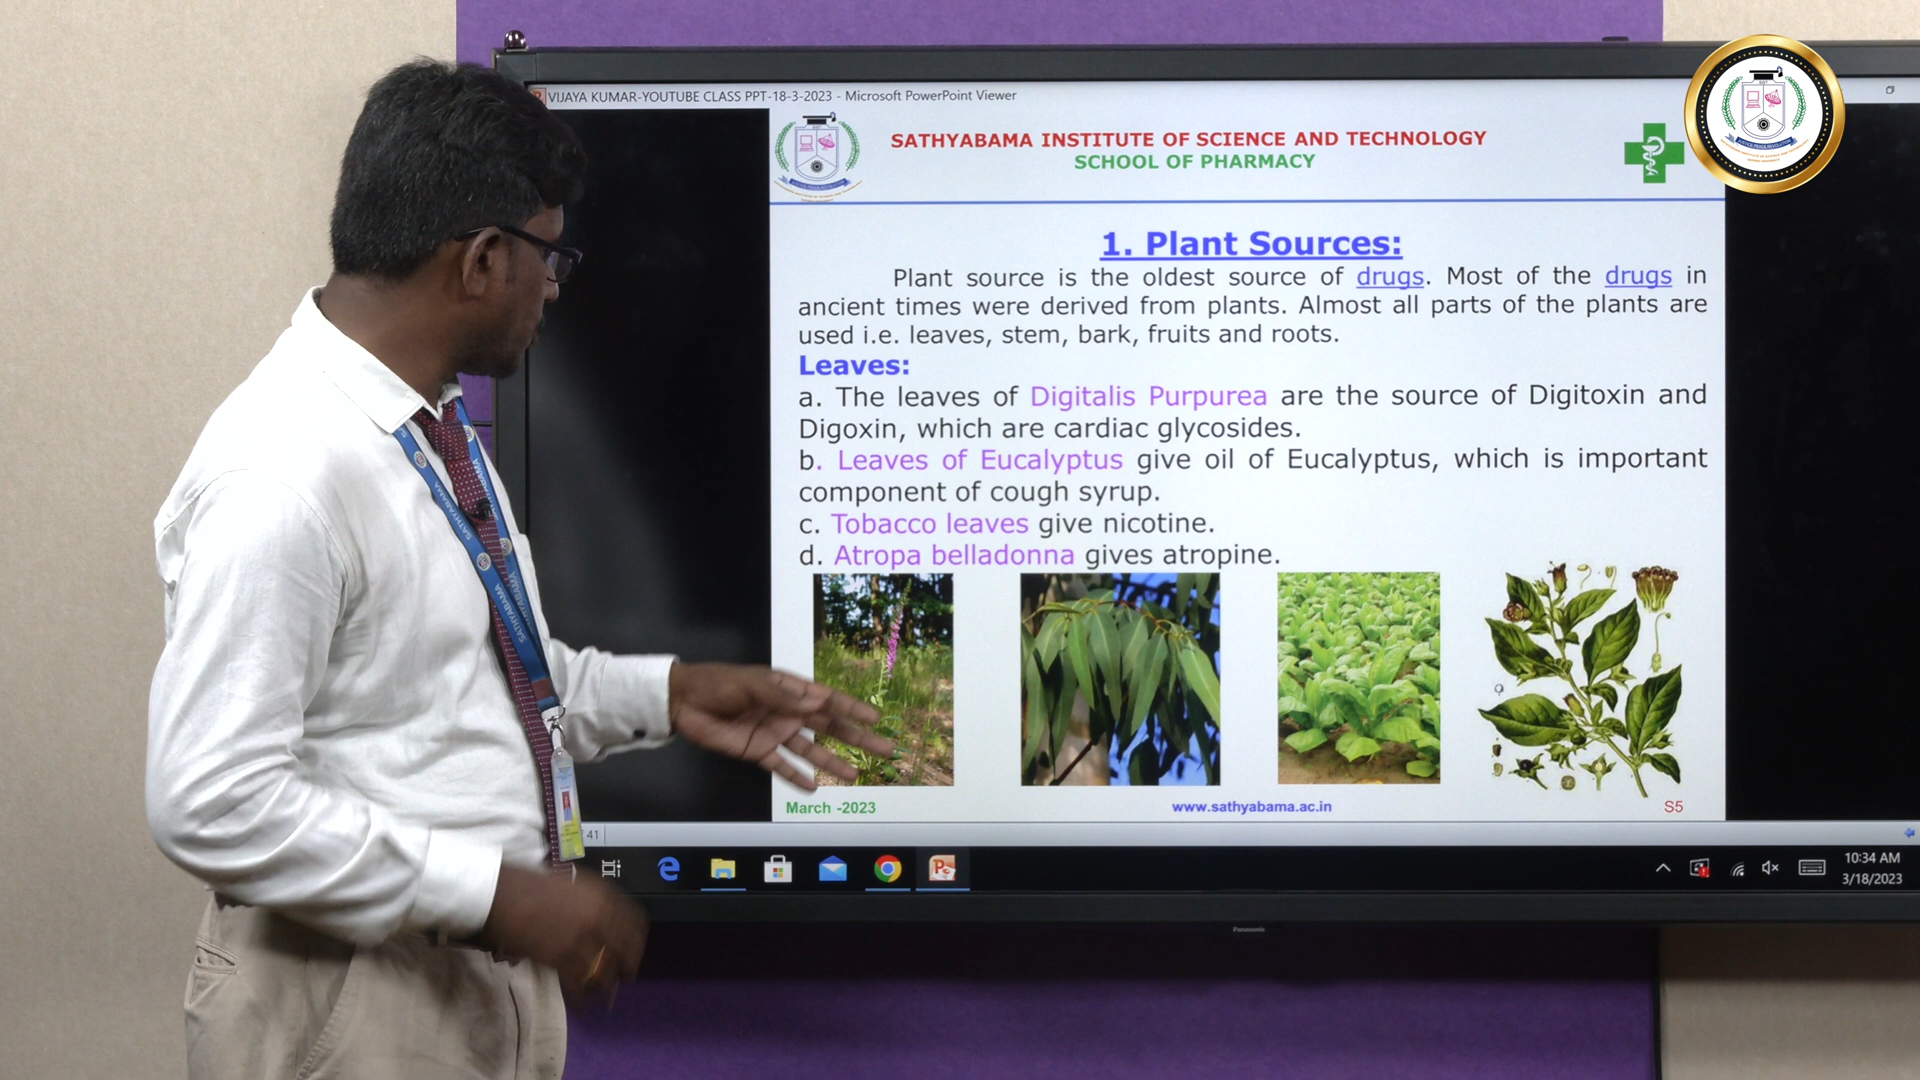 VIJAYA KUMAR-YOUTUBE CLASS PPT-18-3-2023 - Microsoft PowerPoint Viewer
SATHYABAMA INSTITUTE OF SCIENCE AND TECHNOLOGY
SCHOOL OF PHARMACY
1. Plant Sources:
Plant source is the oldest source of drugs. Most of the drugs in
ancient times were derived from plants. Almost all parts of the plants are
used i.e. leaves, stem, bark, fruits and roots.
Leaves:
a. The leaves of Digitalis Purpurea are the source of Digitoxin and
Digoxin, which are cardiac glycosides.
b. Leaves of Eucalyptus give oil of Eucalyptus, which is important
component of cough syrup.
c. Tobacco leaves give nicotine.
d. Atropa belladonna gives atropine.
March -2023
www.sathyabama.ac.in
S5
41
10:34 AM
3/18/2023
Panasonic
SATHYABAMA
SATHYABAMA
SATHYABAMA